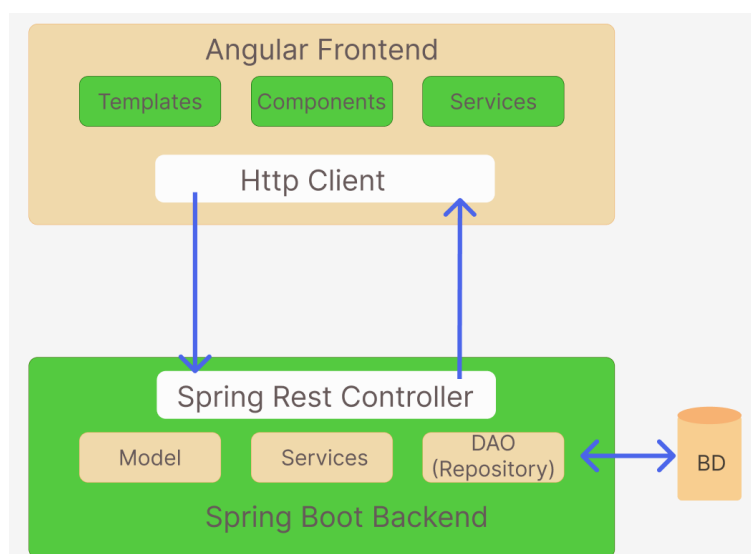 Angular Frontend
Templates
Components
Services
Http Client
Spring Rest Controller
Model
Services
DAO
(Repository)
BD
Spring Boot Backend